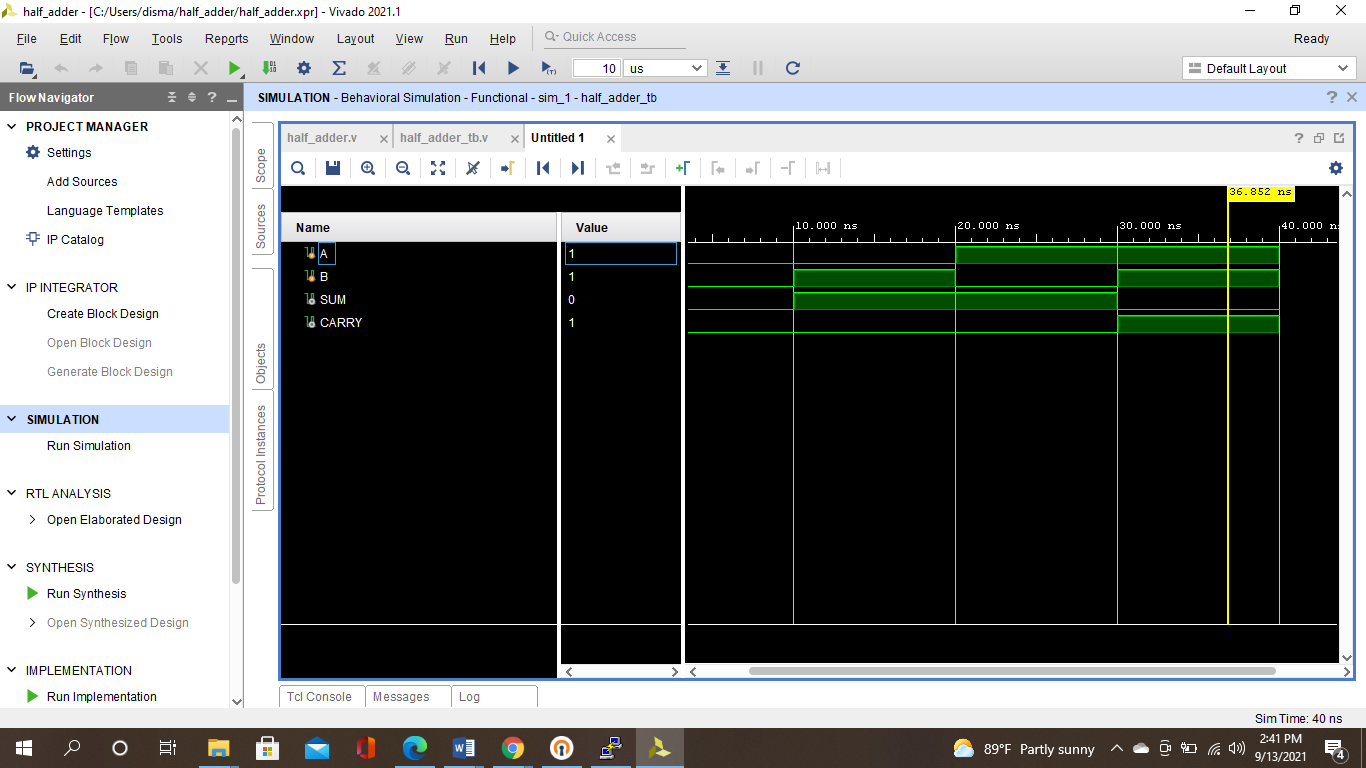 half_adder - [C:/Users/disma/half_adder/half_adder.xpr] - Vivado 2021.1
File Edit Flow Tools Reports Window Layout View Run Help
Quick Access
Ready
10 us
Default Layout
Flow Navigator
?
SIMULATION - Behavioral Simulation - Functional - sim_1 - half_adder_tb
?
PROJECT MANAGER
Settings
Add Sources
Language Templates
IP Catalog
IP INTEGRATOR
Create Block Design
Open Block Design
Generate Block Design
SIMULATION
Run Simulation
RTL ANALYSIS
Open Elaborated Design
SYNTHESIS
Run Synthesis
Open Synthesized Design
IMPLEMENTATION
Run Implementation
Scope
Sources
Objects
Protocol Instances
half_adder.v
half_adder_tb.v
Untitled 1
?
36.852 ns
Name Value
10.000 ns 20.000 ns 30.000 ns 40.000 n
A 1
B 1
SUM 0
CARRY 1
Tcl Console Messages Log
Sim Time: 40 ns
89°F Partly sunny
2:41 PM
9/13/2021
4